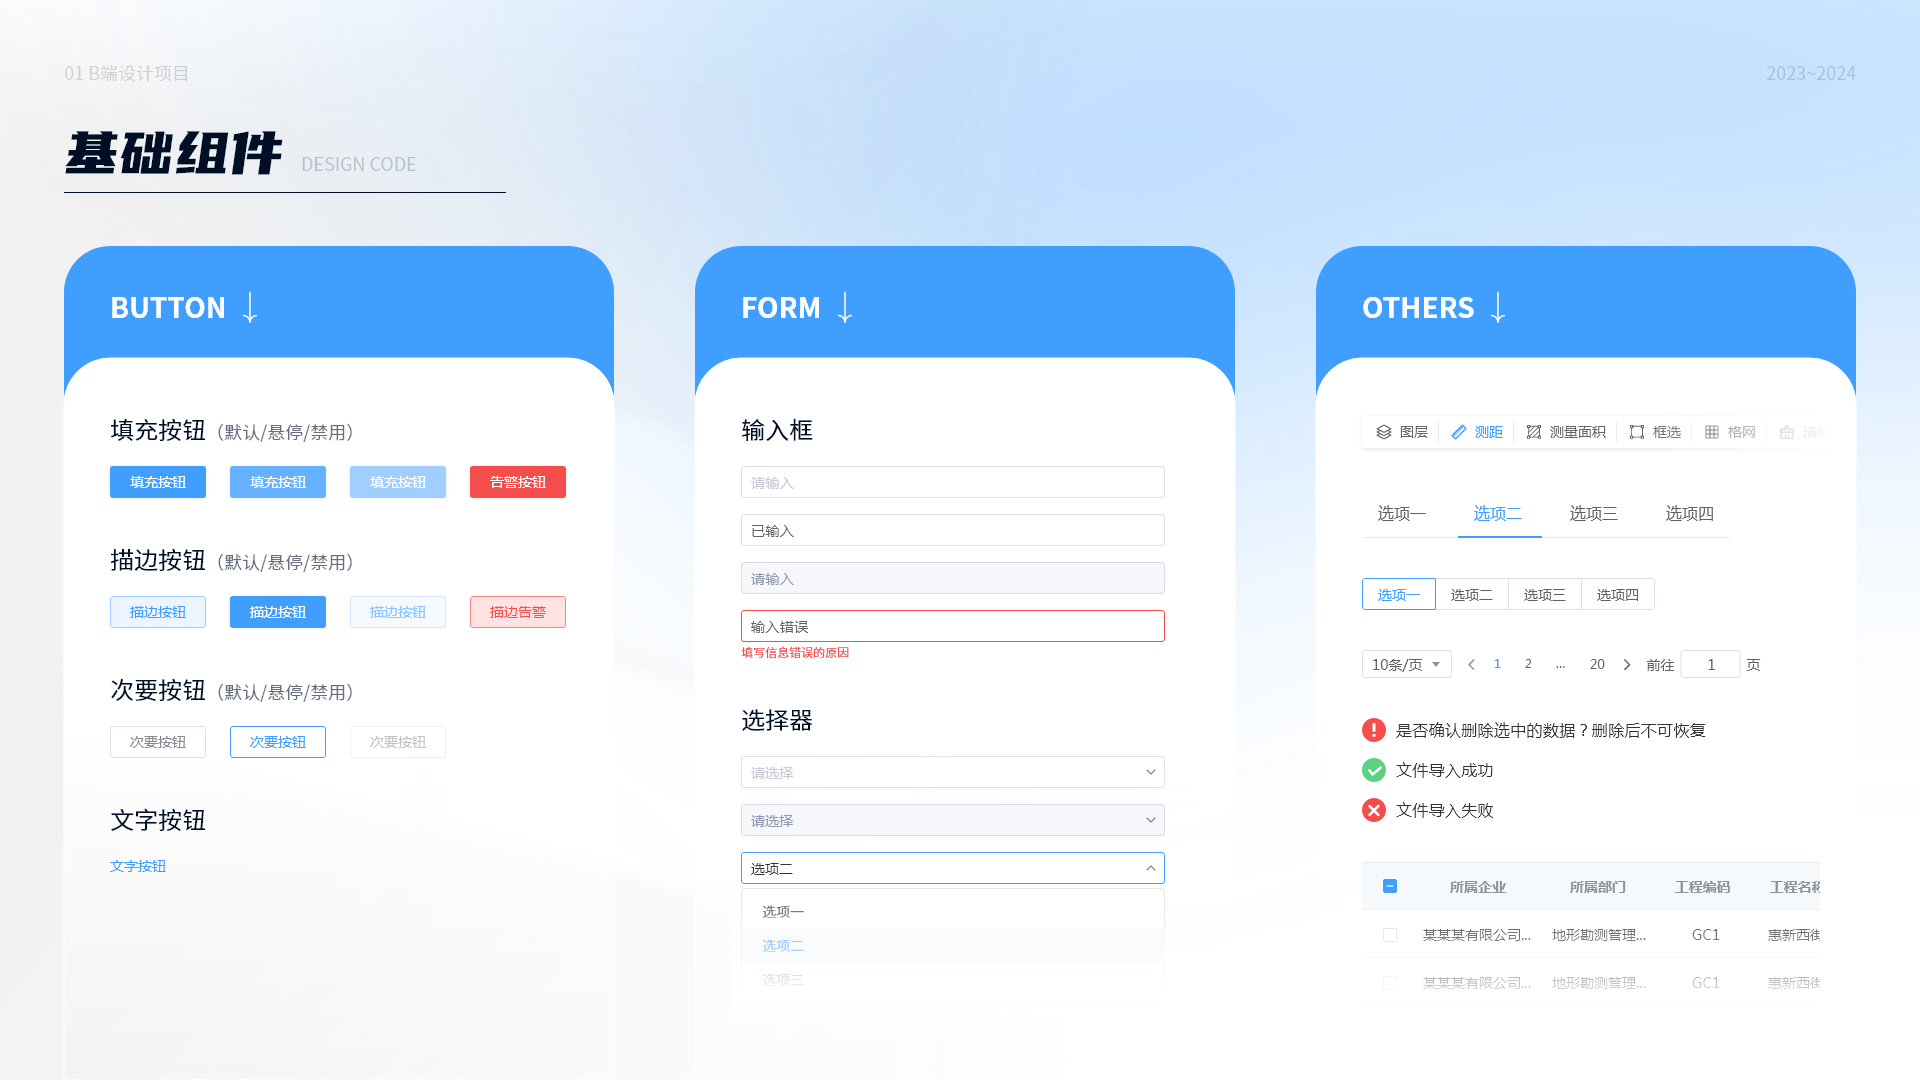 01 B端设计项目
2023~2024
基础组件 DESIGN CODE
BUTTON ↓
填充按钮（默认/悬停/禁用）
填充按钮 填充按钮 填充按钮 告警按钮
描边按钮（默认/悬停/禁用）
描边按钮 描边按钮 描边按钮 描边告警
次要按钮（默认/悬停/禁用）
次要按钮 次要按钮 次要按钮
文字按钮
文字按钮
FORM ↓
输入框
请输入
已输入
请输入
输入错误
填写信息错误的原因
选择器
请选择
请选择
选项二
选项一
选项二
选项三
OTHERS ↓
图层 测距 测量面积 框选 格网 清除
选项一 选项二 选项三 选项四
选项一 选项二 选项三 选项四
10条/页 1 2 ... 20 前往 1 页
是否确认删除选中的数据？删除后不可恢复
文件导入成功
文件导入失败
所属企业 所属部门 工程编码 工程名称
某某某有限公司... 地形勘测管理... GC1 惠新西街
某某某有限公司... 地形勘测管理... GC1 惠新西街